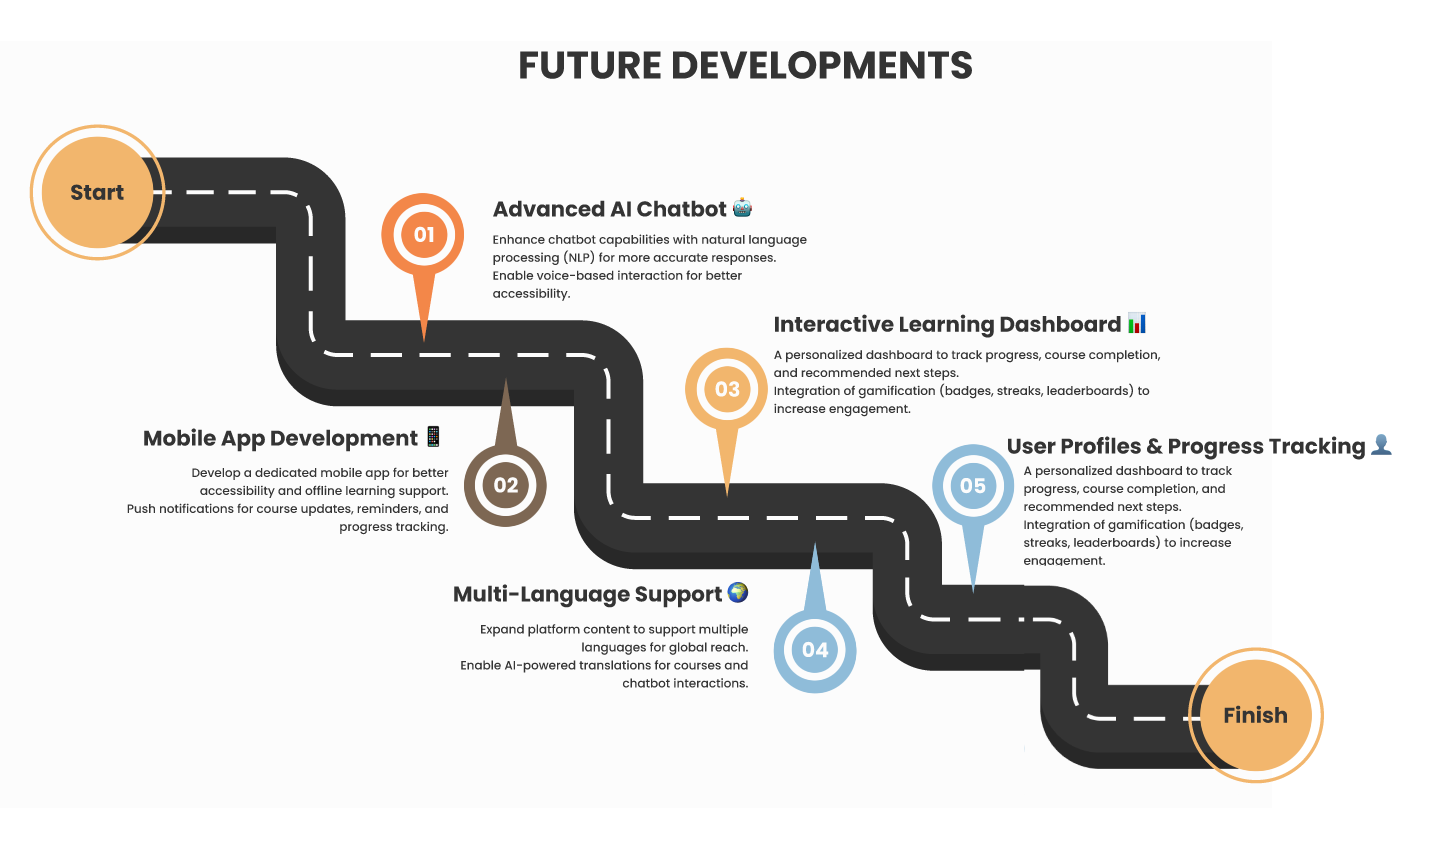 FUTURE DEVELOPMENTS
Start
01
Advanced AI Chatbot
Enhance chatbot capabilities with natural language
processing (NLP) for more accurate responses.
Enable voice-based interaction for better
accessibility.
Mobile App Development
Develop a dedicated mobile app for better
accessibility and offline learning support.
Push notifications for course updates, reminders, and
progress tracking.
02
03
Interactive Learning Dashboard
A personalized dashboard to track progress, course completion,
and recommended next steps.
Integration of gamification (badges, streaks, leaderboards) to
increase engagement.
Multi-Language Support
Expand platform content to support multiple
languages for global reach.
Enable AI-powered translations for courses and
chatbot interactions.
04
05
User Profiles & Progress Tracking
A personalized dashboard to track
progress, course completion, and
recommended next steps.
Integration of gamification (badges,
streaks, leaderboards) to increase
engagement.
Finish